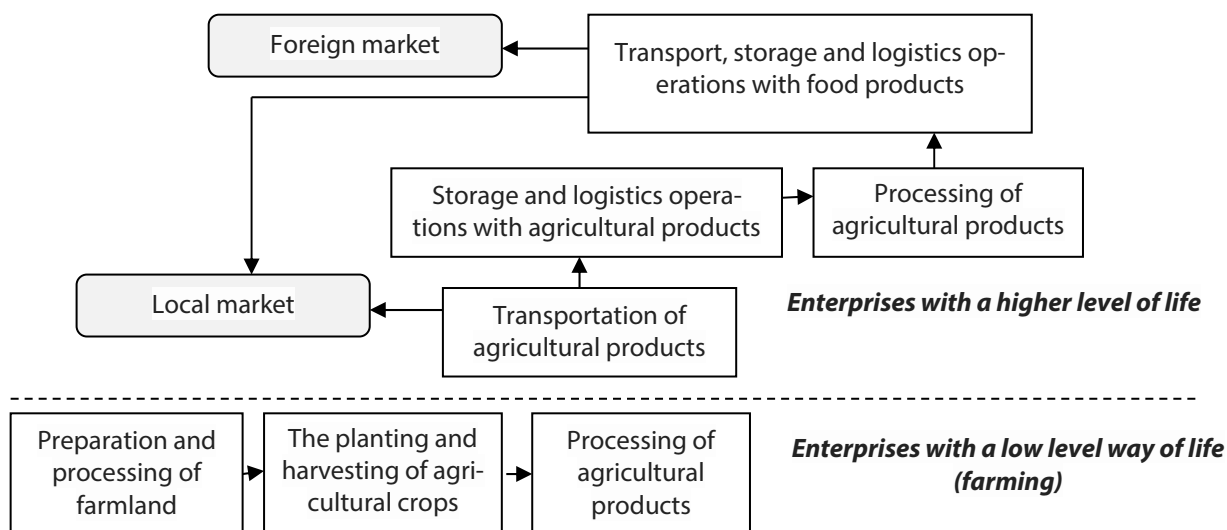 Foreign market
Transport, storage and logistics op-
erations with food products
Storage and logistics opera-
tions with agricultural products
Processing of
agricultural products
Local market
Transportation of
agricultural products
Enterprises with a higher level of life
Preparation and
processing of
farmland
The planting and
harvesting of agri-
cultural crops
Processing of
agricultural
products
Enterprises with a low level way of life
(farming)